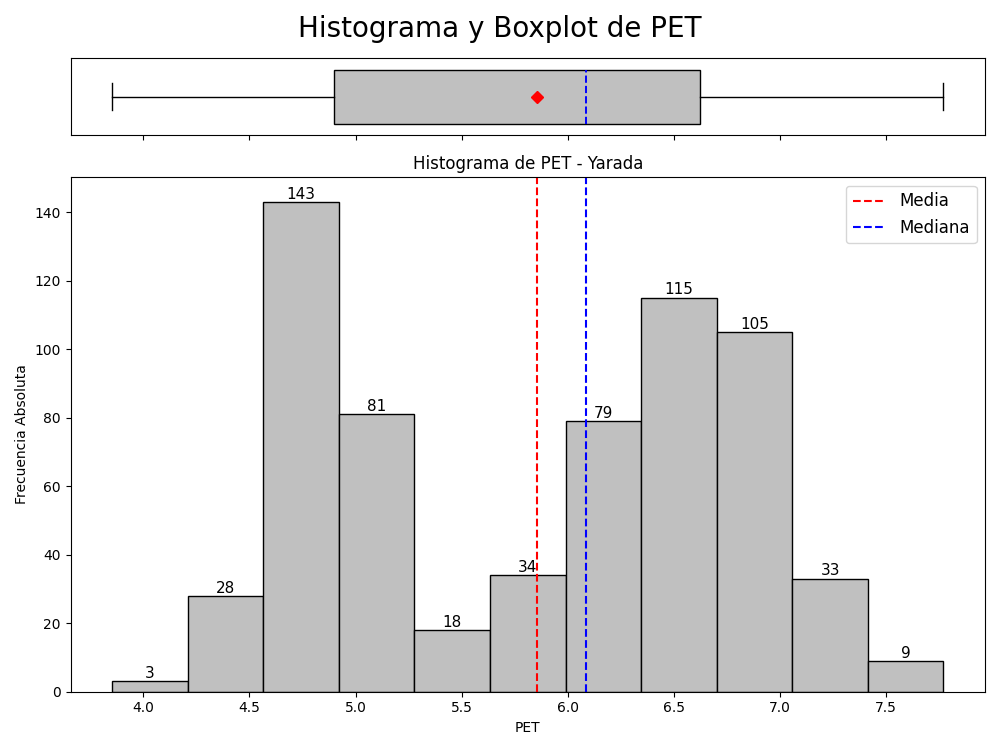 Histograma y Boxplot de PET
Histograma de PET - Yarada
Media
Mediana
143
115
105
81
79
34
33
28
18
9
3
140
120
100
80
60
40
20
0
Frecuencia Absoluta
4.0 4.5 5.0 5.5 6.0 6.5 7.0 7.5
PET